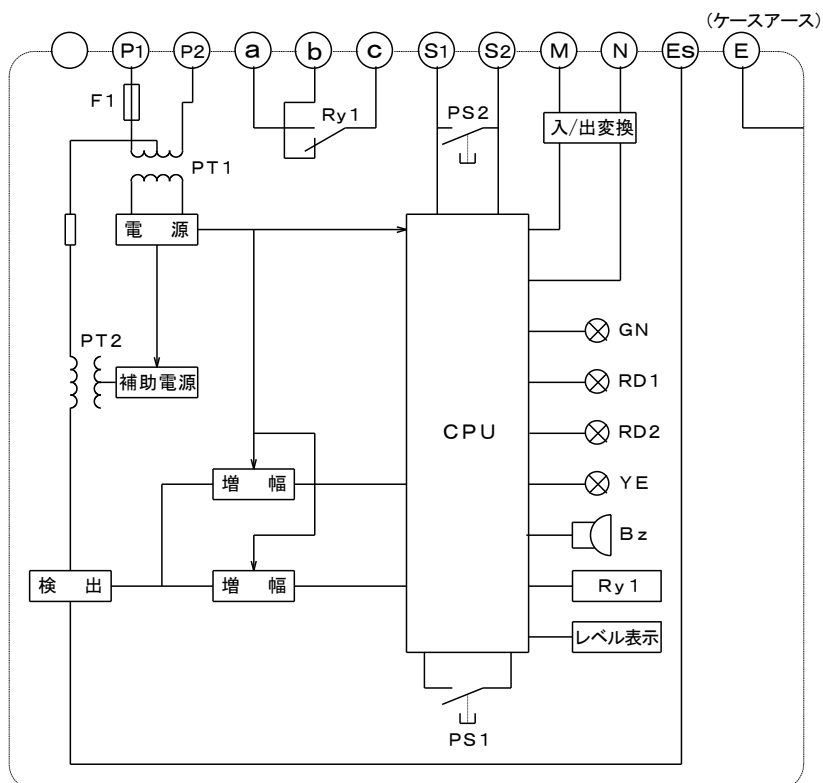 (ケースアース)
P1 P2 a b c S1 S2 M N Es E
F1
Ry1
PS2
入/出変換
PT1
電 源
GN
PT2
補助電源
RD1
CPU
RD2
増 幅
YE
Bz
検 出
増 幅
Ry1
レベル表示
PS1